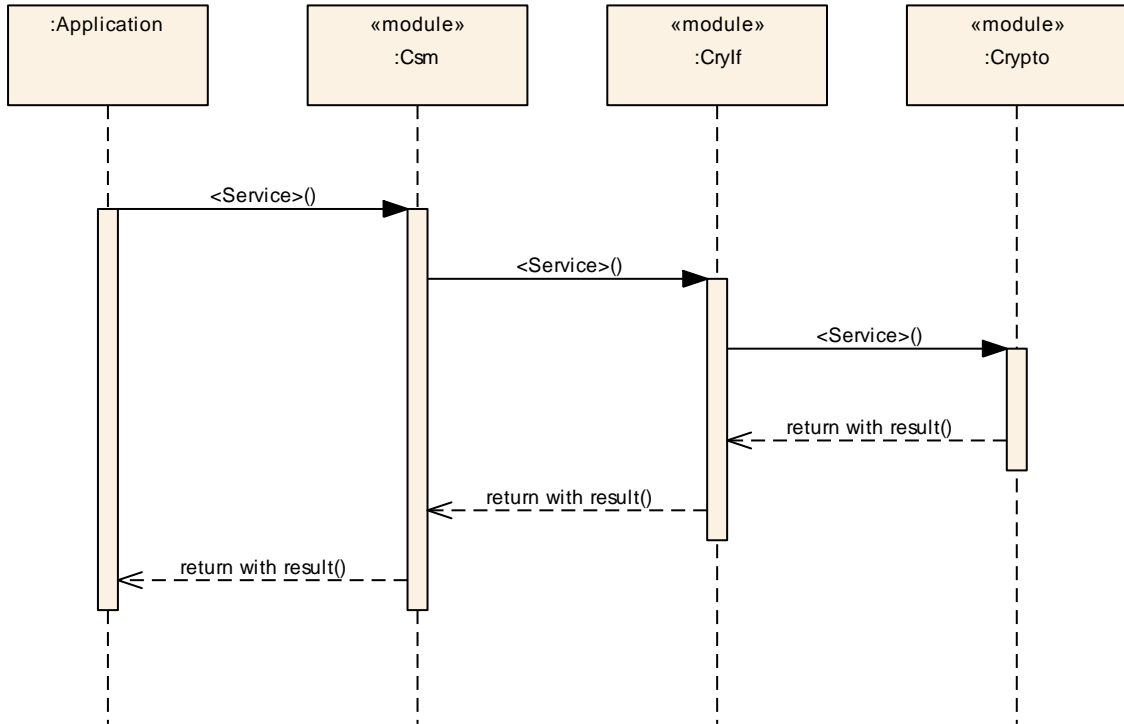 :Application
«module»
:Csm
«module»
:CryIf
«module»
:Crypto
<Service>()
<Service>()
<Service>()
return with result()
return with result()
return with result()